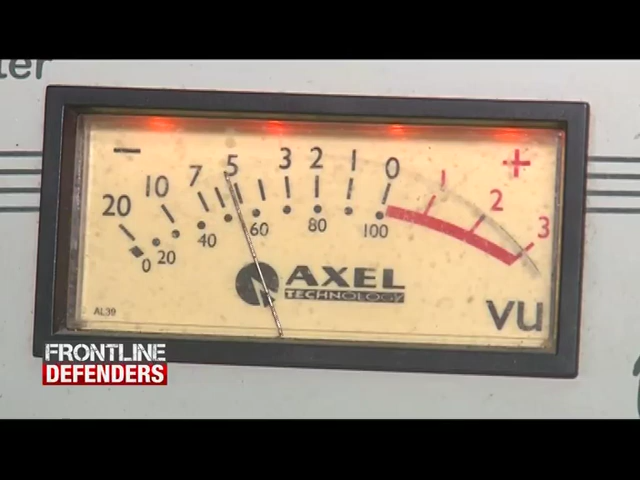 ter
− 20 10 7 5 3 2 1 0 1 2 3 +
0 20 40 60 80 100
AXEL
TECHNOLOGY
AL39
VU
FRONTLINE
DEFENDERS